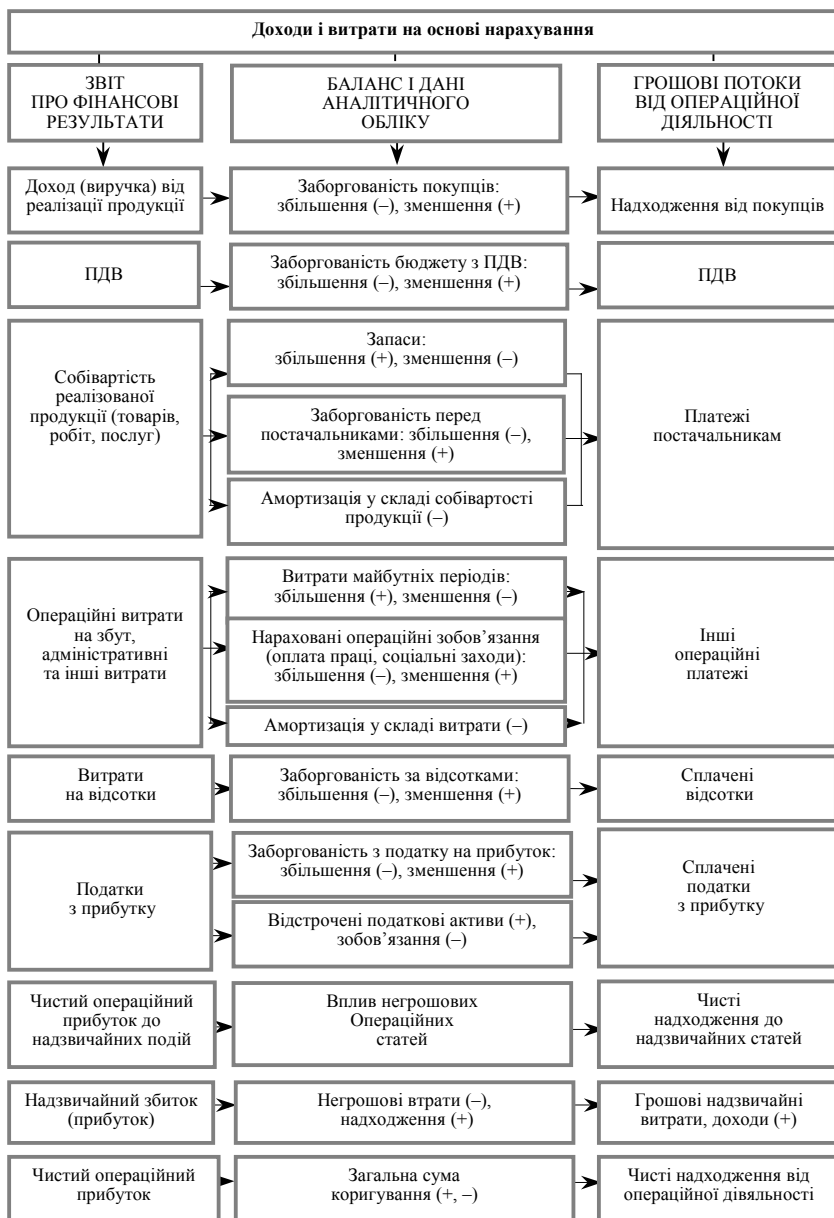 Доходи і витрати на основі нарахування
ЗВІТ
ПРО ФІНАНСОВІ
РЕЗУЛЬТАТИ
БАЛАНС І ДАНІ
АНАЛІТИЧНОГО
ОБЛІКУ
ГРОШОВІ ПОТОКИ
ВІД ОПЕРАЦІЙНОЇ
ДІЯЛЬНОСТІ
Доход (виручка) від
реалізації продукції
Заборгованість покупців:
збільшення (–), зменшення (+)
Надходження від покупців
ПДВ
Заборгованість бюджету з ПДВ:
збільшення (–), зменшення (+)
ПДВ
Собівартість
реалізованої
продукції (товарів,
робіт, послуг)
Запаси:
збільшення (+), зменшення (–)
Заборгованість перед
постачальниками: збільшення (–),
зменшення (+)
Амортизація у складі собівартості
продукції (–)
Платежі
постачальникам
Операційні витрати
на збут,
адміністративні
та інші витрати
Витрати майбутніх періодів:
збільшення (+), зменшення (–)
Нараховані операційні зобов’язання
(оплата праці, соціальні заходи):
збільшення (–), зменшення (+)
Амортизація у складі витрати (–)
Інші
операційні
платежі
Витрати
на відсотки
Заборгованість за відсотками:
збільшення (–), зменшення (+)
Сплачені
відсотки
Податки
з прибутку
Заборгованість з податку на прибуток:
збільшення (–), зменшення (+)
Відстрочені податкові активи (+),
зобов’язання (–)
Сплачені
податки
з прибутку
Чистий операційний
прибуток до
надзвичайних подій
Вплив негрошових
Операційних
статей
Чисті
надходження до
надзвичайних статей
Надзвичайний збиток
(прибуток)
Негрошові втрати (–),
надходження (+)
Грошові надзвичайні
витрати, доходи (+)
Чистий операційний
прибуток
Загальна сума
коригування (+, –)
Чисті надходження від
операційної дівяльності